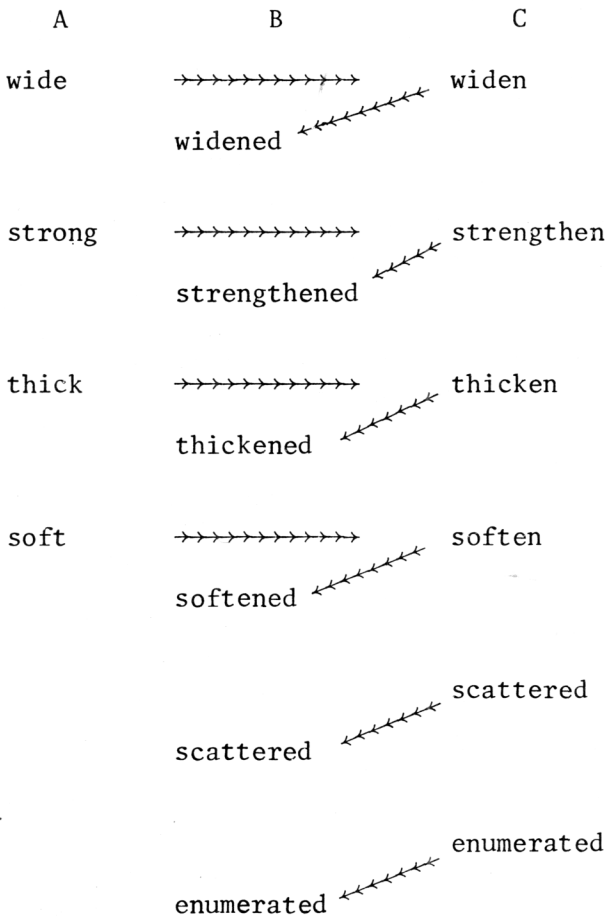 A B C
wide widen
widened
strong strengthen
strengthened
thick thicken
thickened
soft soften
softened
scattered
scattered
enumerated
enumerated